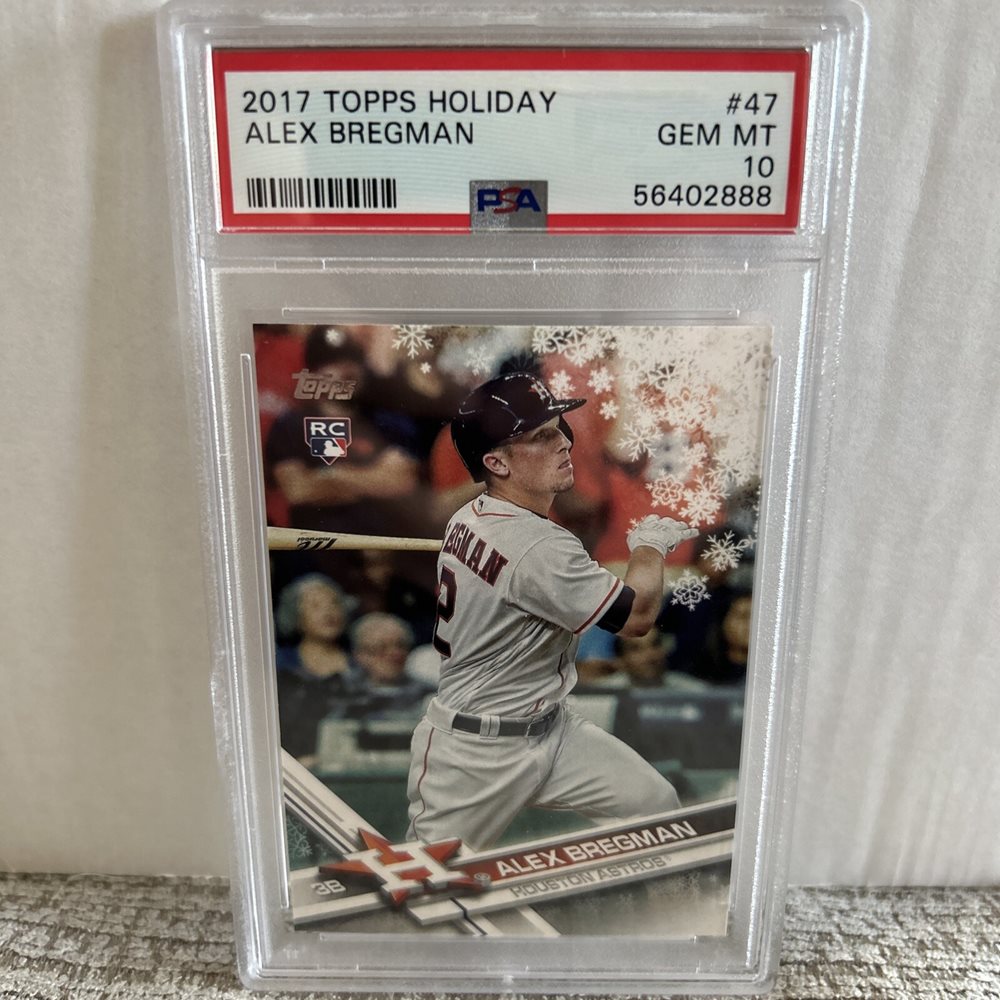 2017 TOPPS HOLIDAY #47
ALEX BREGMAN GEM MT
10
56402888
PSA
Topps
RC
EGMAN
2
H
ALEX BREGMAN
3B
HOUSTON ASTROS